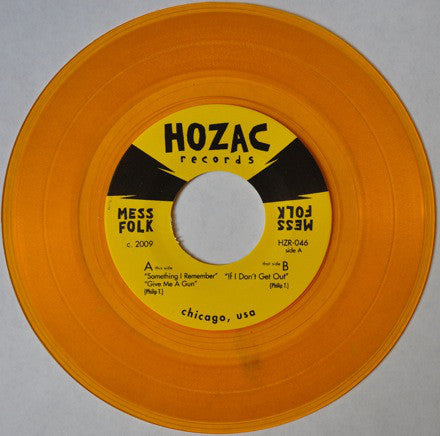 HOZAC
records
MESS
FOLK
MESS
FOLK
c. 2009
HZR-046
side A
A this side
that side B
"Something I Remember"
"If I Don't Get Out"
"Give Me A Gun"
(Philip T.)
(Philip T.)
chicago, usa